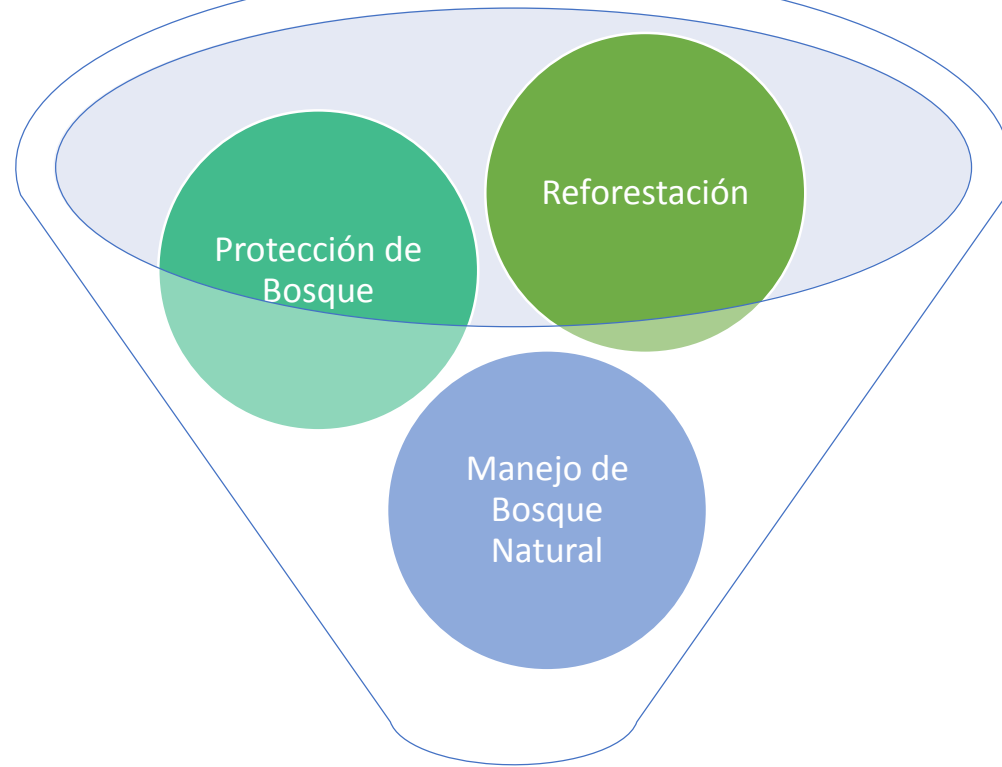 Reforestación
Protección de
Bosque
Manejo de
Bosque
Natural